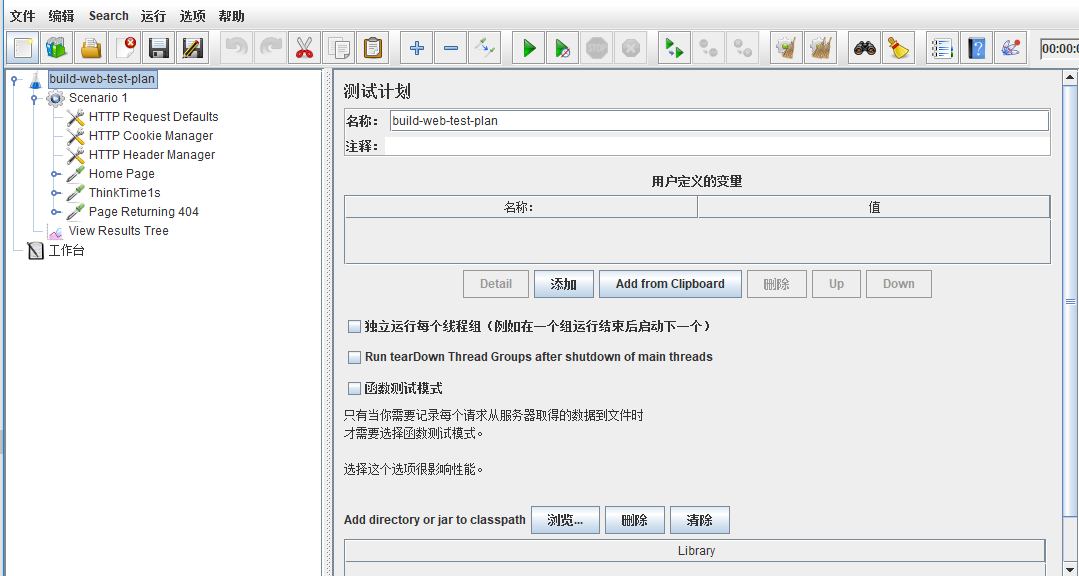 文件 编辑 Search 运行 选项 帮助
STOP
00:00:0
build-web-test-plan
Scenario 1
HTTP Request Defaults
HTTP Cookie Manager
HTTP Header Manager
Home Page
ThinkTime1s
Page Returning 404
View Results Tree
工作台
测试计划
名称： build-web-test-plan
注释：
用户定义的变量
名称: 值
Detail 添加 Add from Clipboard 删除 Up Down
独立运行每个线程组（例如在一个组运行结束后启动下一个）
Run tearDown Thread Groups after shutdown of main threads
函数测试模式
只有当你需要记录每个请求从服务器取得的数据到文件时
才需要选择函数测试模式。
选择这个选项很影响性能。
Add directory or jar to classpath 浏览... 删除 清除
Library